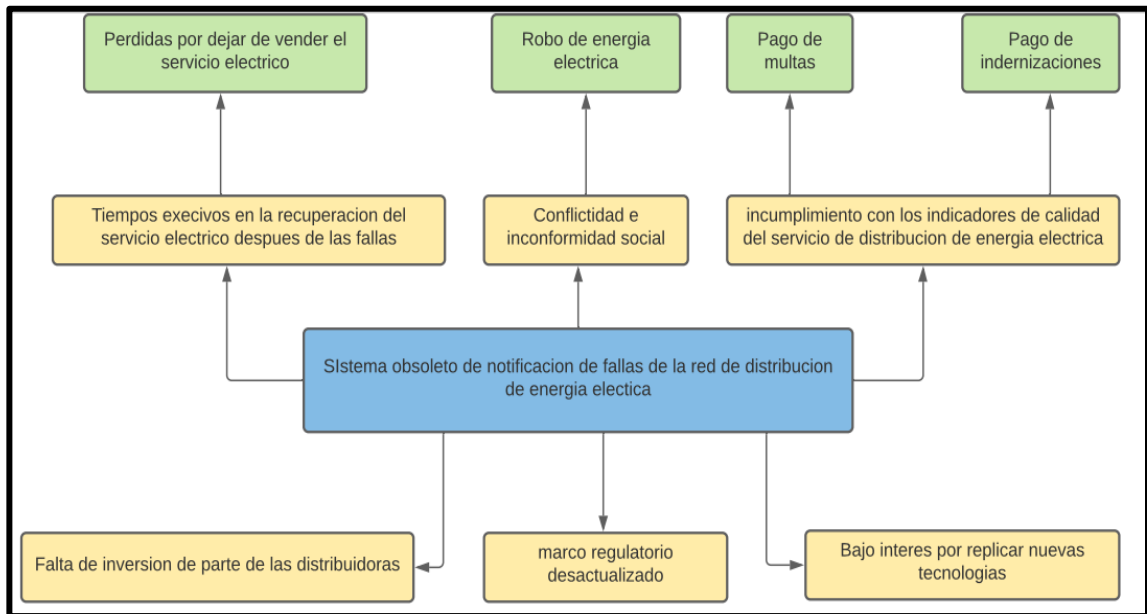 Perdidas por dejar de vender el
servicio electrico
Robo de energia
electrica
Pago de
multas
Pago de
indernizaciones
Tiempos execivos en la recuperacion del
servicio electrico despues de las fallas
Conflictidad e
inconformidad social
incumplimiento con los indicadores de calidad
del servicio de distribucion de energia electrica
SIstema obsoleto de notificacion de fallas de la red de distribucion
de energia electica
Falta de inversion de parte de las distribuidoras
marco regulatorio
desactualizado
Bajo interes por replicar nuevas
tecnologias